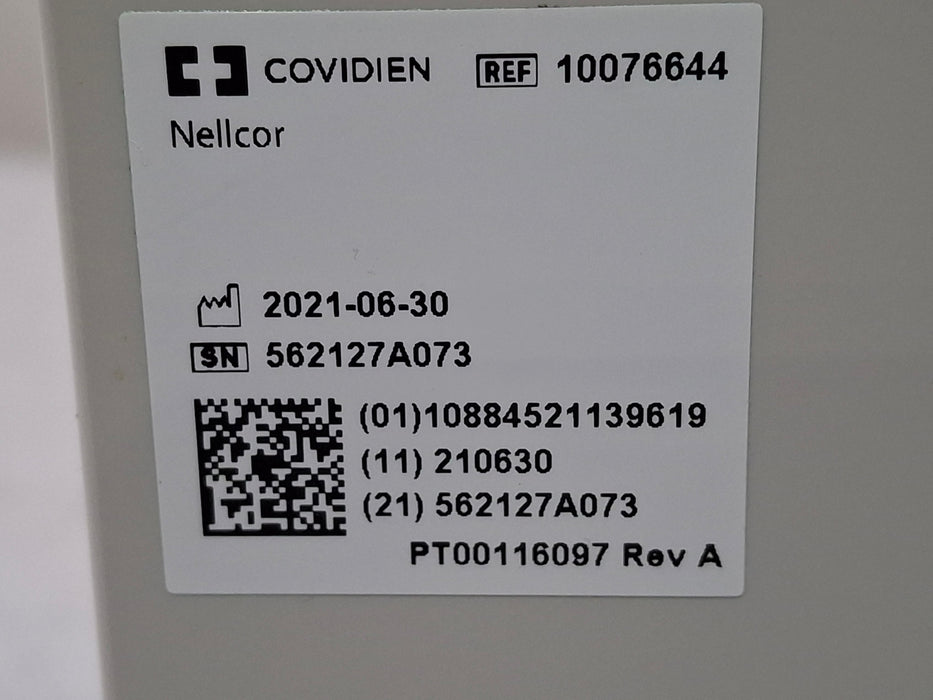 COVIDIEN REF 10076644
Nellcor
2021-06-30
SN 562127A073
(01)10884521139619
(11) 210630
(21) 562127A073
PT00116097 Rev A